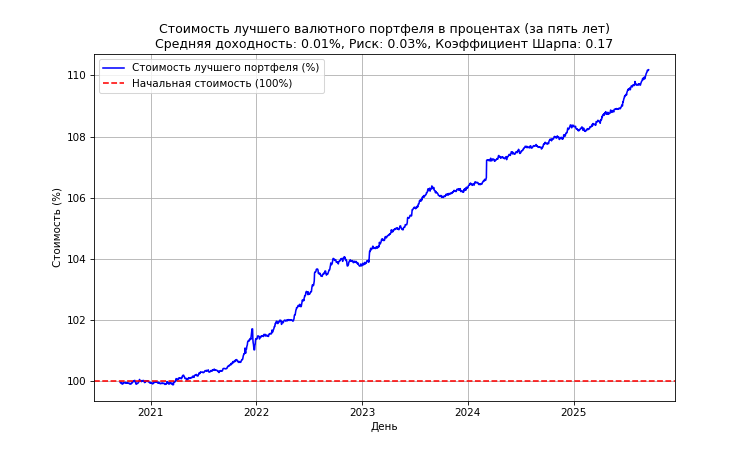 Стоимость лучшего валютного портфеля в процентах (за пять лет)
Средняя доходность: 0.01%, Риск: 0.03%, Коэффициент Шарпа: 0.17
Стоимость лучшего портфеля (%)
Начальная стоимость (100%)
Стоимость (%)
110
108
106
104
102
100
2021
2022
2023
2024
2025
День